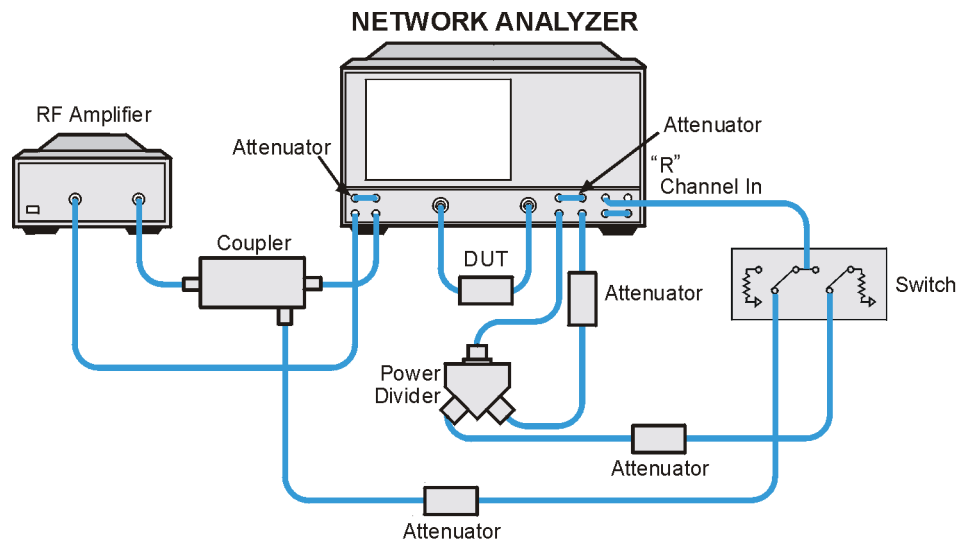 NETWORK ANALYZER
RF Amplifier
Attenuator
Attenuator
“R”
Channel In
Coupler
DUT
Attenuator
Switch
Power
Divider
Attenuator
Attenuator